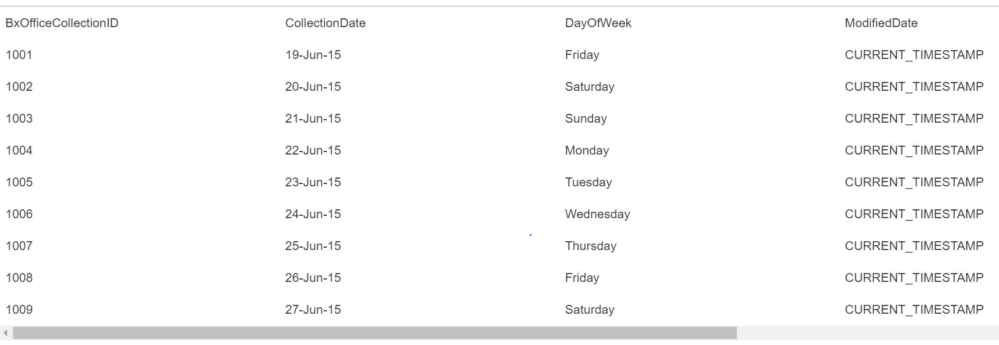 BxOfficeCollectionID CollectionDate DayOfWeek ModifiedDate
1001 19-Jun-15 Friday CURRENT_TIMESTAMP
1002 20-Jun-15 Saturday CURRENT_TIMESTAMP
1003 21-Jun-15 Sunday CURRENT_TIMESTAMP
1004 22-Jun-15 Monday CURRENT_TIMESTAMP
1005 23-Jun-15 Tuesday CURRENT_TIMESTAMP
1006 24-Jun-15 Wednesday CURRENT_TIMESTAMP
1007 25-Jun-15 Thursday CURRENT_TIMESTAMP
1008 26-Jun-15 Friday CURRENT_TIMESTAMP
1009 27-Jun-15 Saturday CURRENT_TIMESTAMP